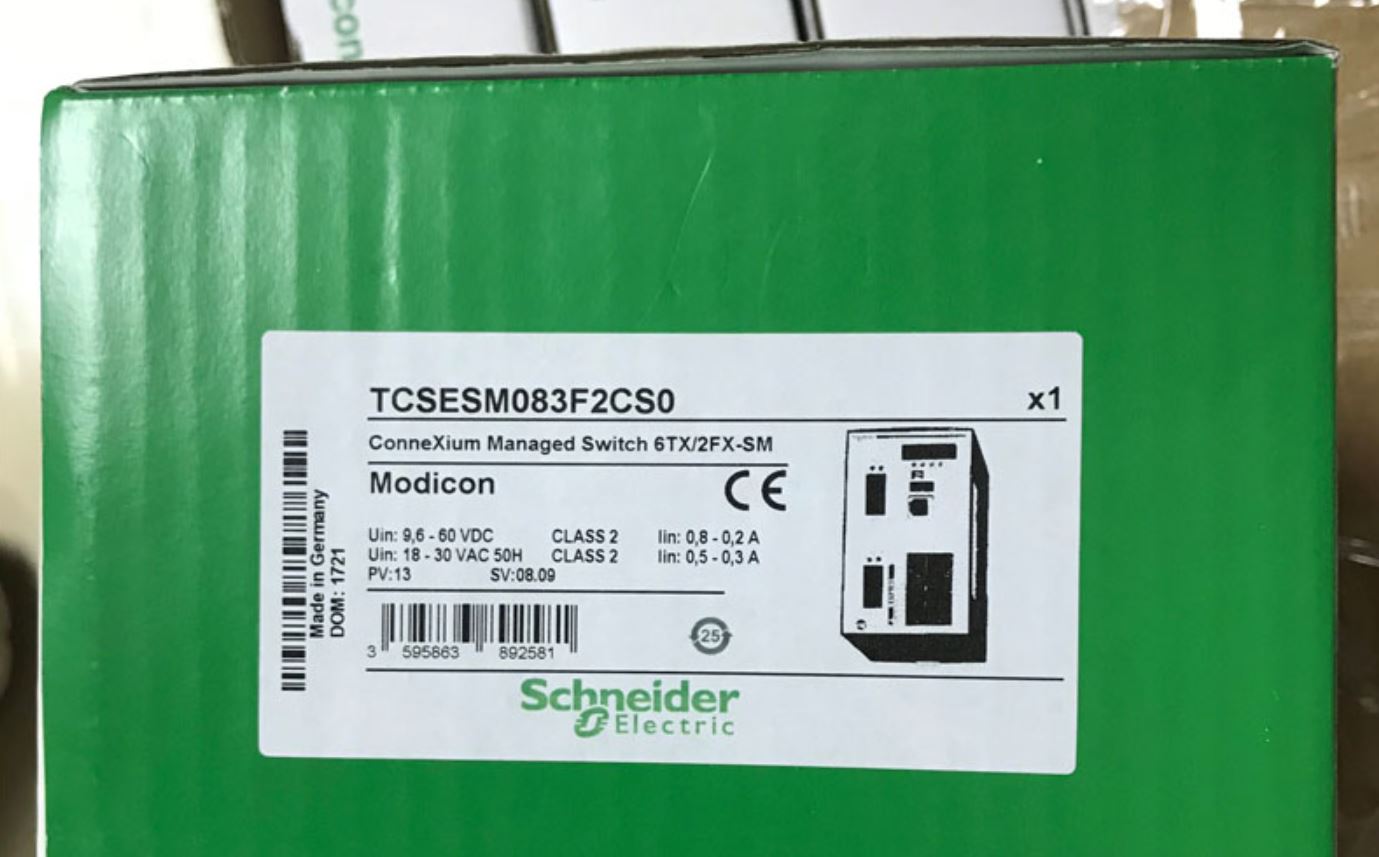 con
TCSESM083F2CS0 x1
ConneXium Managed Switch 6TX/2FX-SM
Modicon CE
Uin: 9,6 - 60 VDC CLASS 2 Iin: 0,8 - 0,2 A
Uin: 18 - 30 VAC 50H CLASS 2 Iin: 0,5 - 0,3 A
PV:13 SV:08.09
Made in Germany
DOM: 1721
3 595863 892581
25
Schneider
Electric